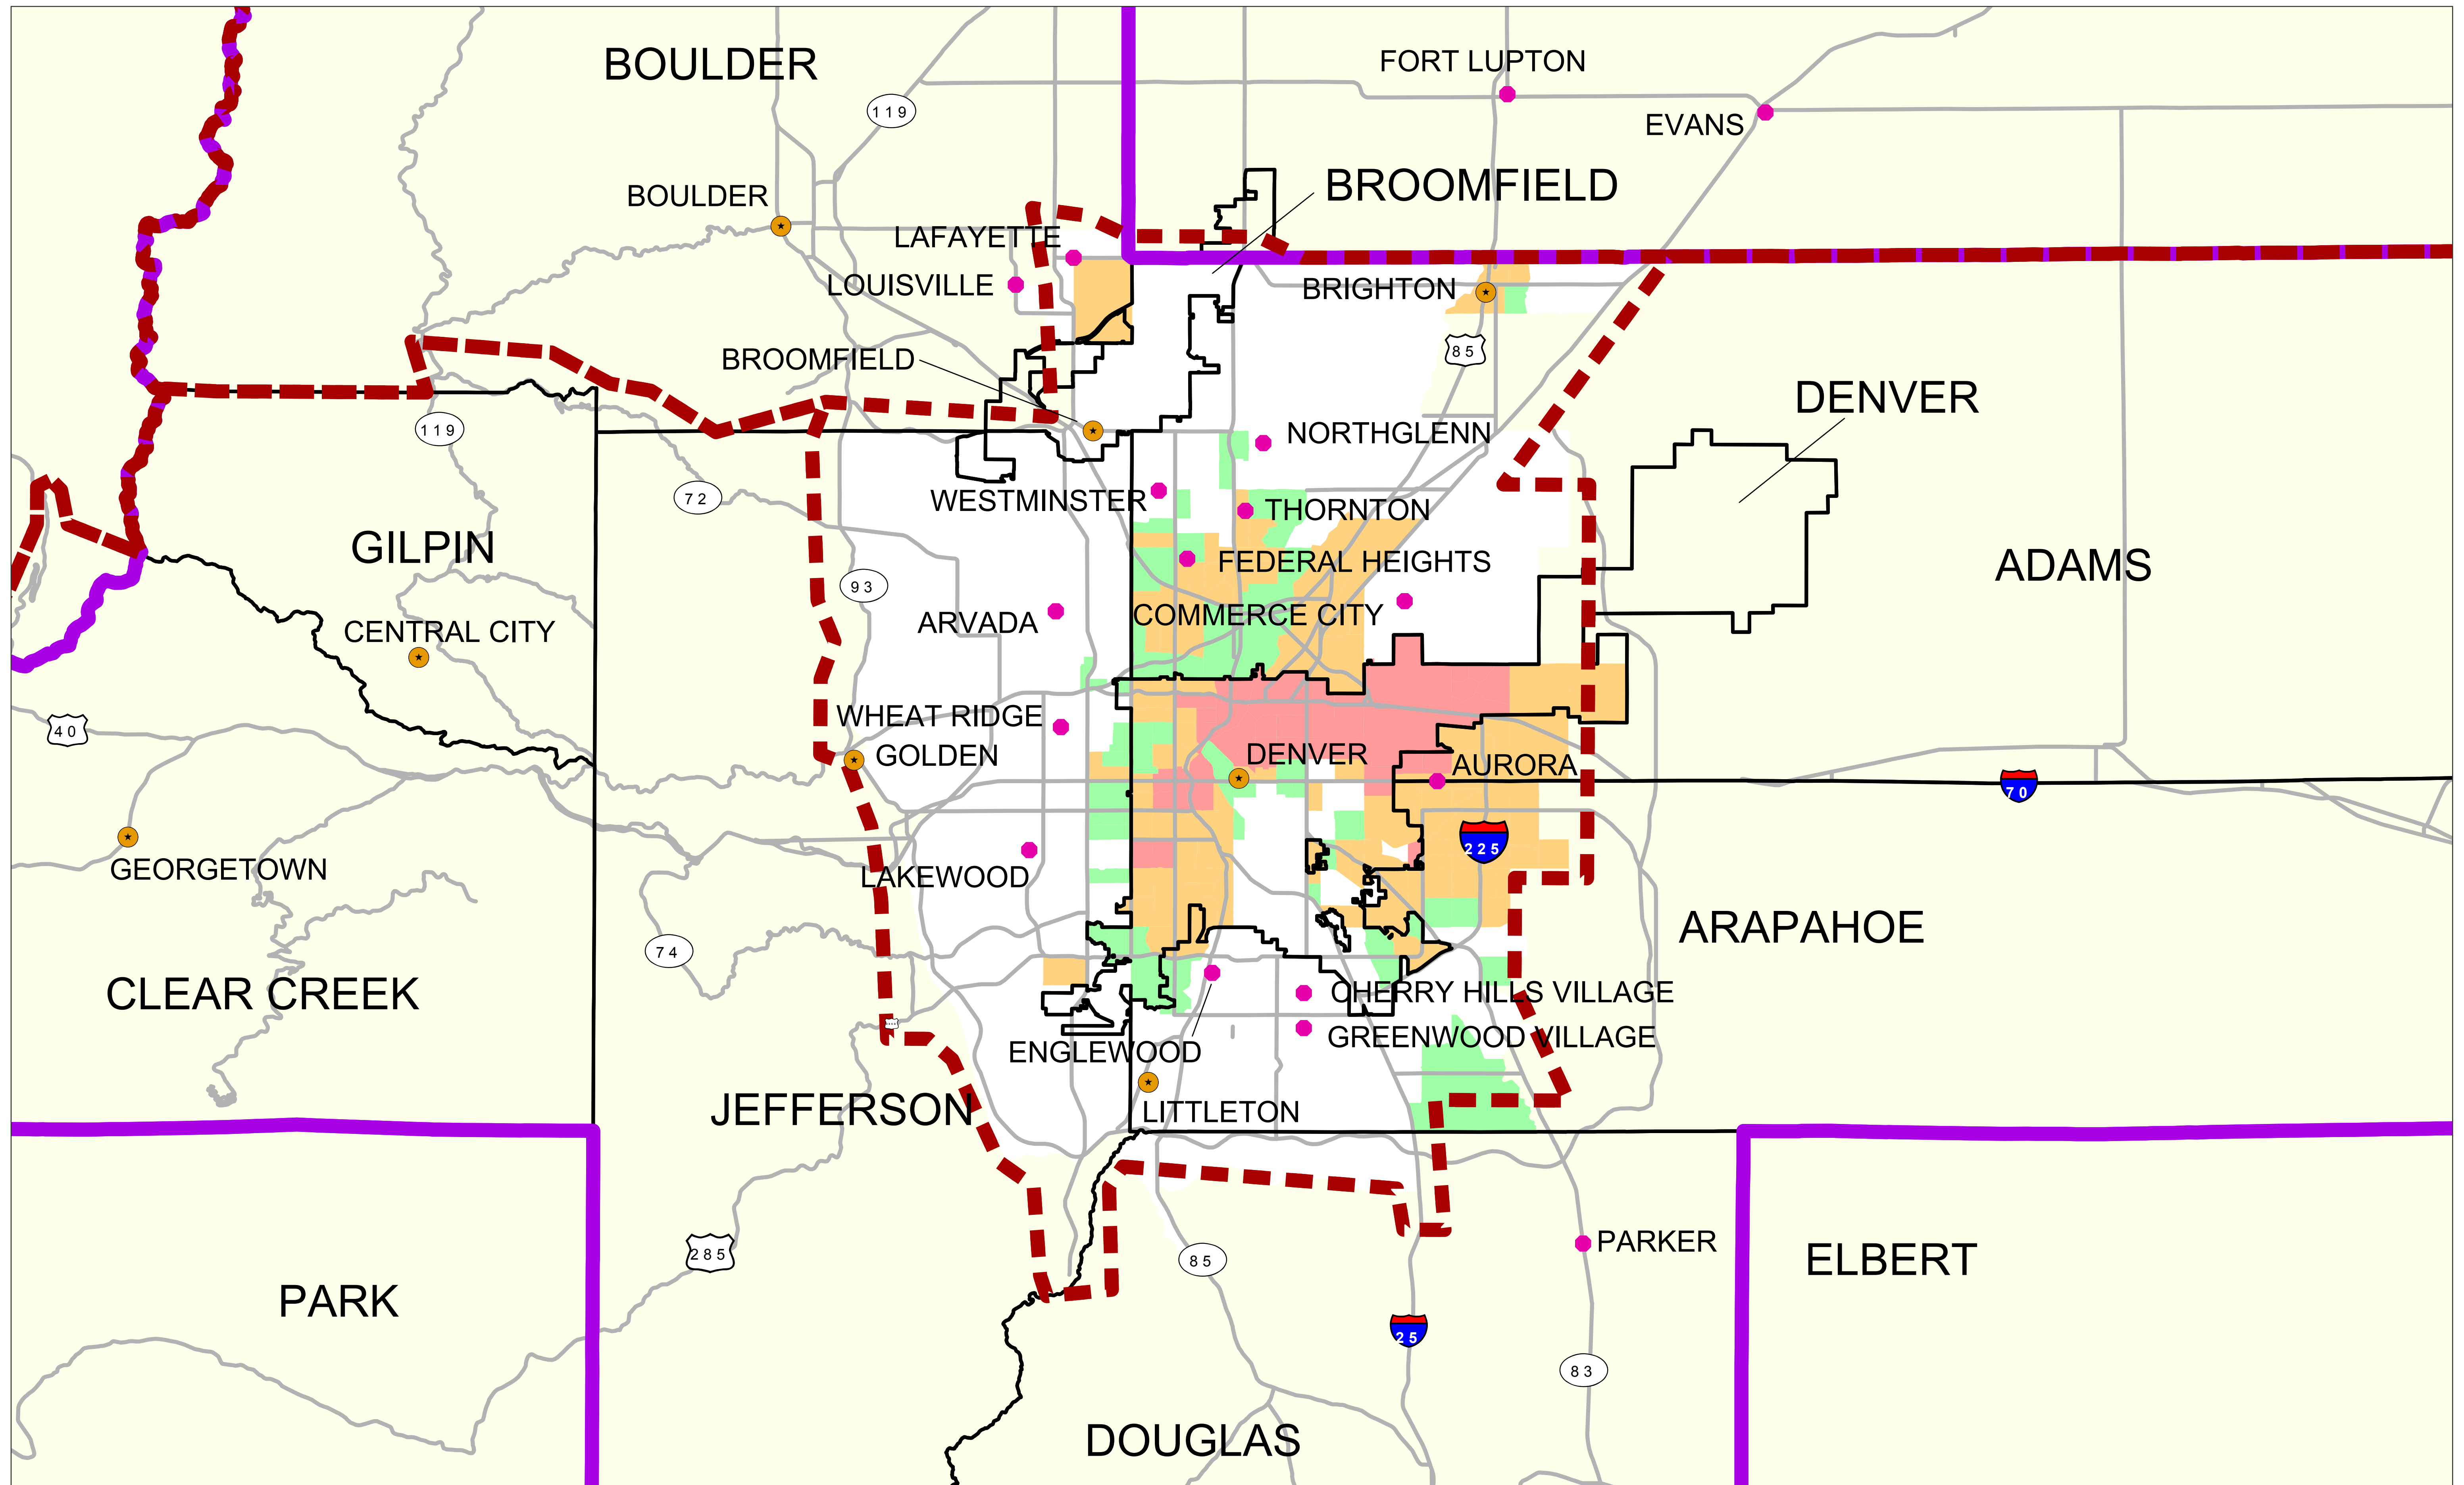 BOULDER
FORT LUPTON
119
EVANS
BROOMFIELD
BOULDER
LAFAYETTE
LOUISVILLE
BRIGHTON
BROOMFIELD
85
DENVER
119
NORTHGLENN
72
WESTMINSTER
THORNTON
GILPIN
FEDERAL HEIGHTS
ADAMS
93
CENTRAL CITY
ARVADA
COMMERCE CITY
40
WHEAT RIDGE
GOLDEN
DENVER
AURORA
70
GEORGETOWN
225
LAKEWOOD
74
ARAPAHOE
CLEAR CREEK
CHERRY HILLS VILLAGE
GREENWOOD VILLAGE
ENGLEWOOD
JEFFERSON
LITTLETON
285
PARKER
85
ELBERT
PARK
25
83
DOUGLAS